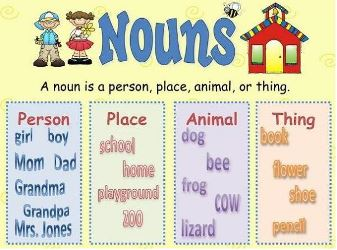 Nouns
A noun is a person, place, animal, or thing.
Person
girl boy
Mom Dad
Grandma
Grandpa
Mrs. Jones
Place
school
home
playground
zoo
Animal
dog
bee
frog
cow
lizard
Thing
book
flower
shoe
pencil